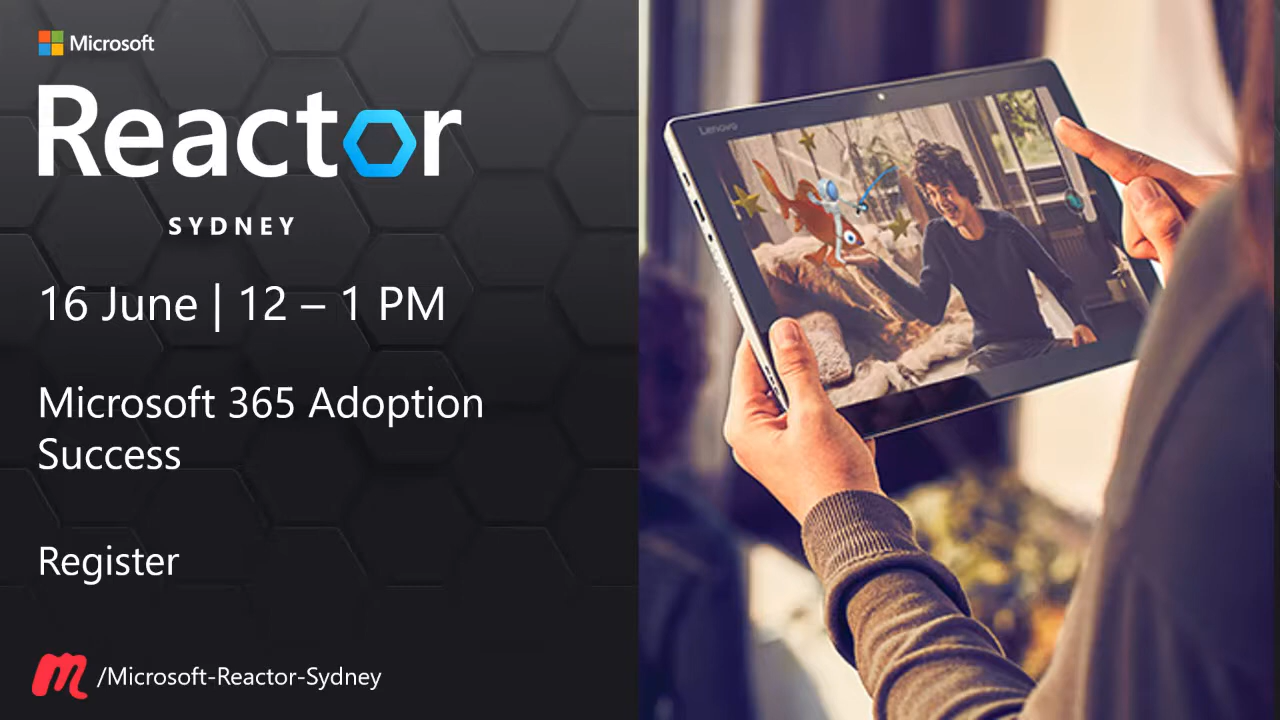 Microsoft
Reactor
SYDNEY
16 June | 12 – 1 PM
Microsoft 365 Adoption
Success
Register
m /Microsoft-Reactor-Sydney
Lenovo